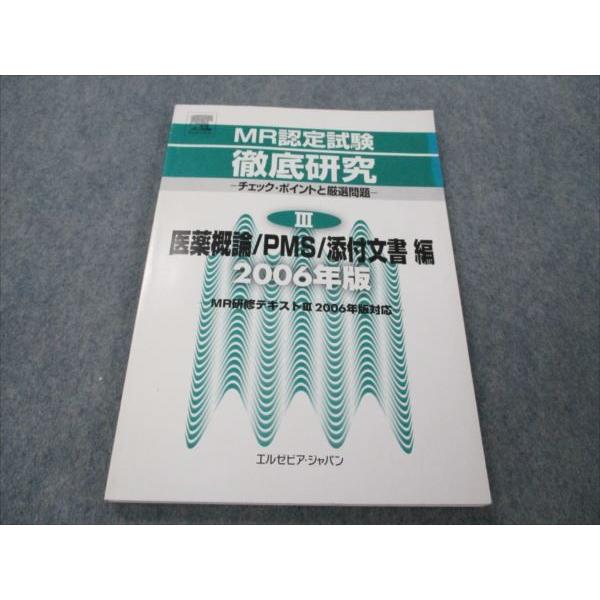 MR認定試験
徹底研究
−チェック・ポイントと厳選問題−
III
医薬概論/PMS/添付文書 編
2006年版
−MR研修テキストIII 2006年版対応−
エルゼビア・ジャパン